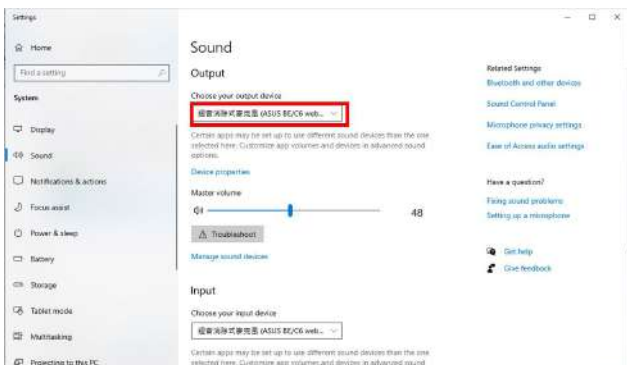 Settings
Home
Find a setting
System
Display
Sound
Notifications & actions
Focus assist
Power & sleep
Battery
Storage
Tablet mode
Multitasking
Projecting to this PC
Sound
Output
Choose your output device
(ASUS BE/C6 web...
Certain apps may be set up to use different sound devices than the one
selected here. Customize app volumes and devices in advanced sound
options.
Device properties
Master volume
48
Troubleshoot
Manage sound devices
Input
Choose your input device
(ASUS BE/C6 web...
Certain apps may be set up to use different sound devices than the one
selected here. Customize app volumes and devices in advanced sound
Related Settings
Bluetooth and other devices
Sound Control Panel
Microphone privacy settings
Ease of Access audio settings
Have a question?
Fixing sound problems
Setting up a microphone
Get help
Give feedback